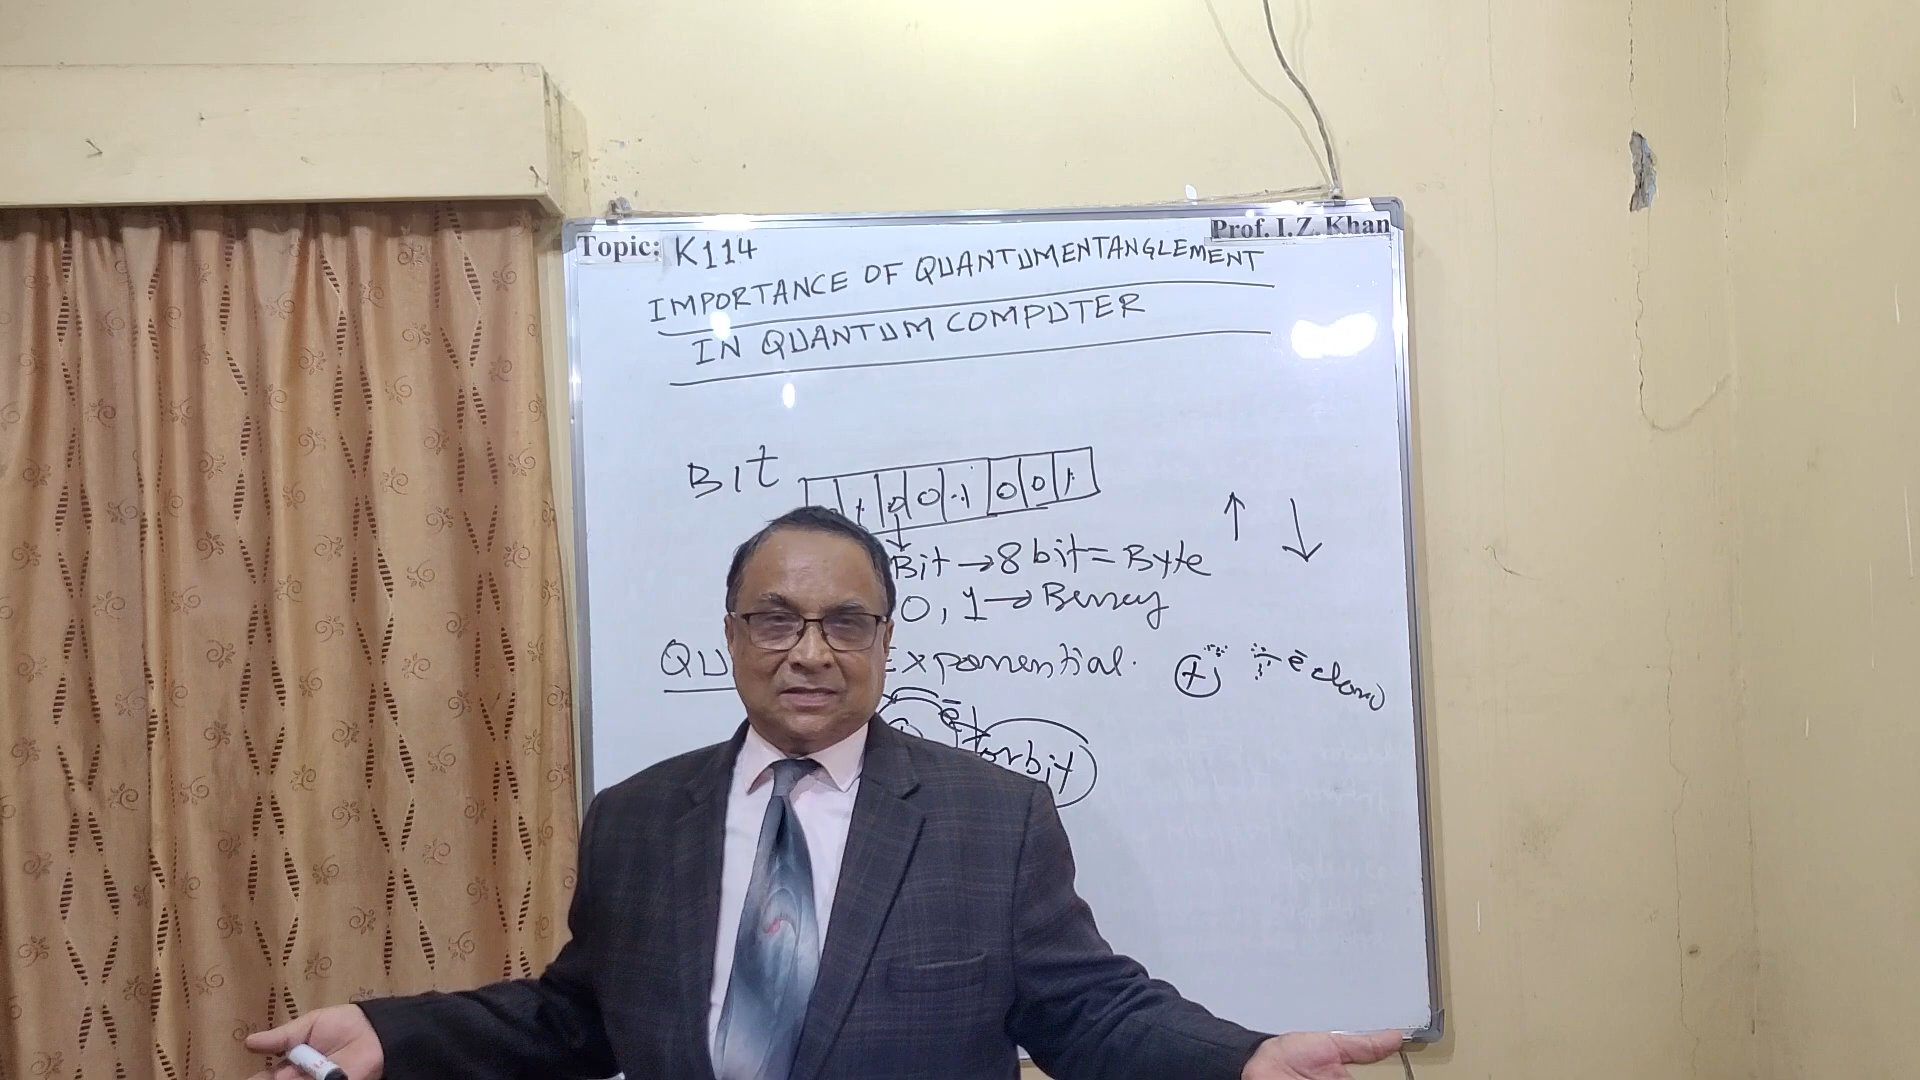 Topic: K114 Prof. I.Z. Khan
IMPORTANCE OF QUANTUMENTANGLEMENT
IN QUANTUM COMPUTER
BIt
1 0 0 1 0 0 1
Bit → 8 bit = Byte
0, 1 →
QU Exponential.
+ ē cloud
ē
orbit